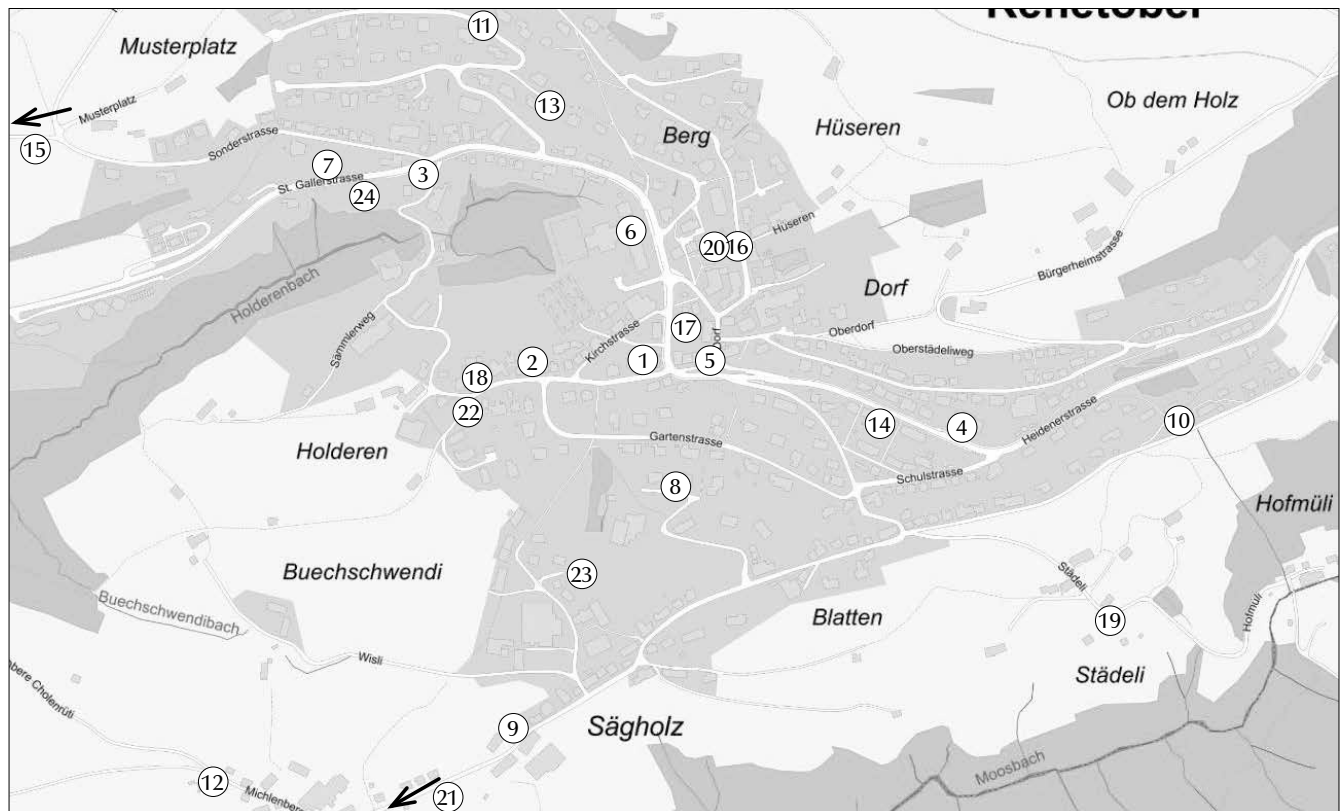 Rehetobel
11
Musterplatz
Musterplatz
13
Ob dem Holz
Berg
Hüseren
15
Sonderstrasse
7
3
St. Gallerstrasse
24
6
20
16
Hüseren
Bürgerheimstrasse
Holderenbach
Dorf
Sämmlerweg
Kirchstrasse
17
Dorf
Oberdorf
Oberstädeliweg
18
2
1
5
22
14
4
Heidenerstrasse
10
Holderen
Gartenstrasse
Schulstrasse
8
Hofmüli
Buechschwendi
23
Städeli
Buechschwendibach
Blatten
19
Hofmüli
Wisli
Städeli
nbere Cholenrüti
9
Sägholz
12
Michlenberg
21
Moosbach